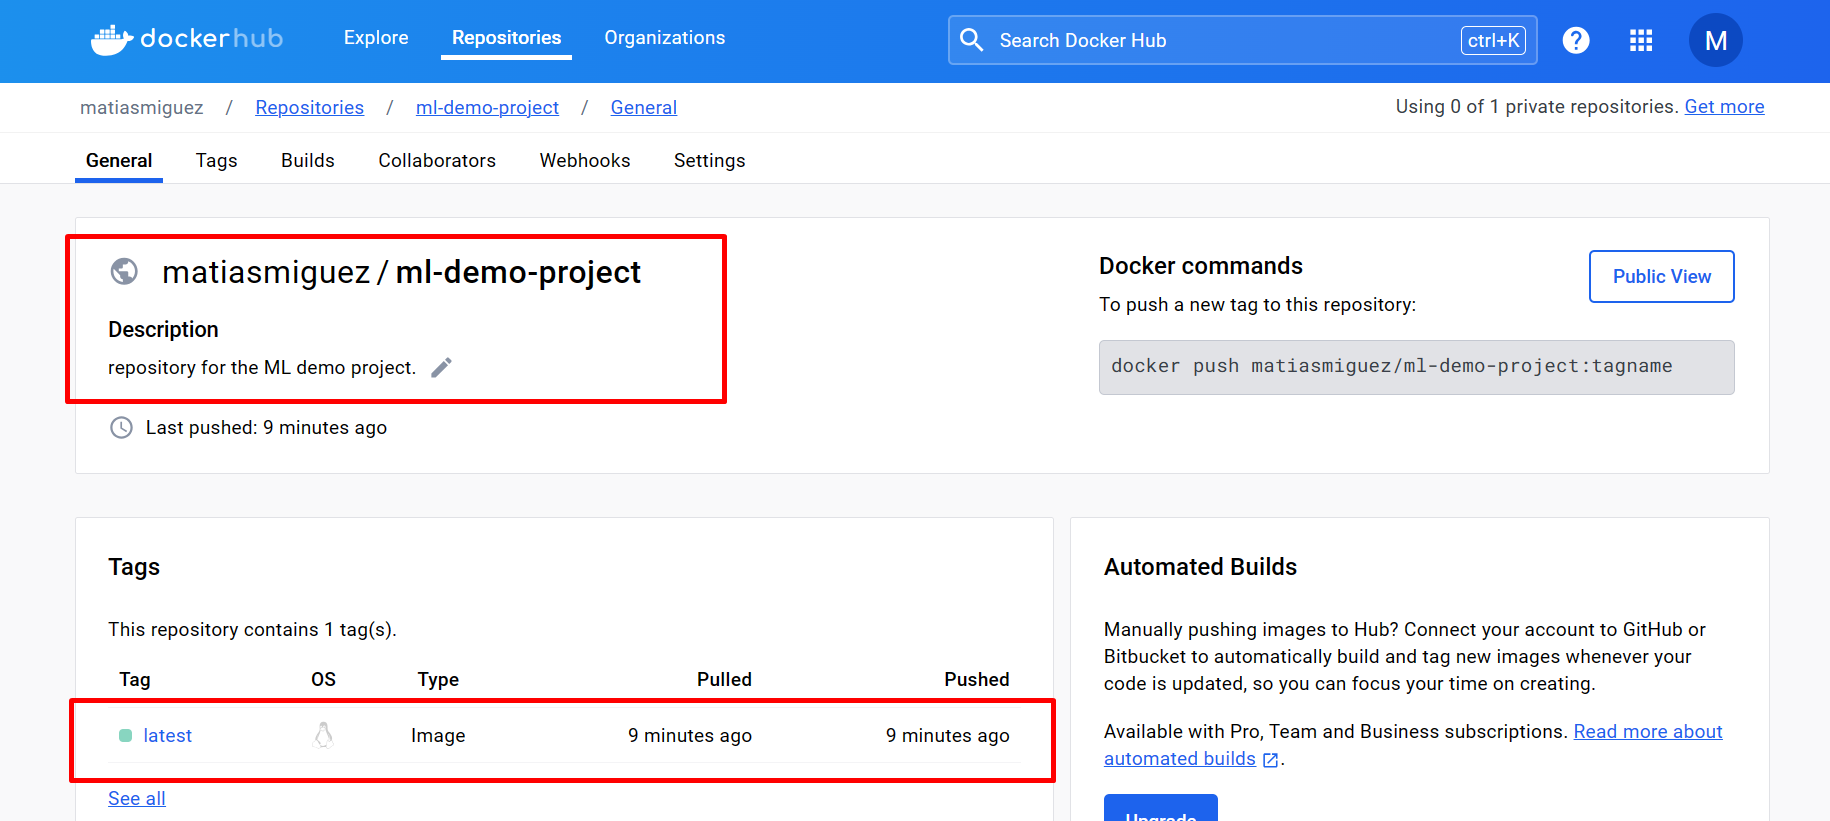 docker hub Explore Repositories Organizations Search Docker Hub ctrl+K ? M
matiasmiguez / Repositories / ml-demo-project / General Using 0 of 1 private repositories. Get more
General Tags Builds Collaborators Webhooks Settings
matiasmiguez / ml-demo-project
Description
repository for the ML demo project.
Last pushed: 9 minutes ago
Docker commands
Public View
To push a new tag to this repository:
docker push matiasmiguez/ml-demo-project:tagname
Tags
This repository contains 1 tag(s).
Tag OS Type Pulled Pushed
latest Image 9 minutes ago 9 minutes ago
See all
Automated Builds
Manually pushing images to Hub? Connect your account to GitHub or
Bitbucket to automatically build and tag new images whenever your
code is updated, so you can focus your time on creating.
Available with Pro, Team and Business subscriptions. Read more about
automated builds .
Upgrade